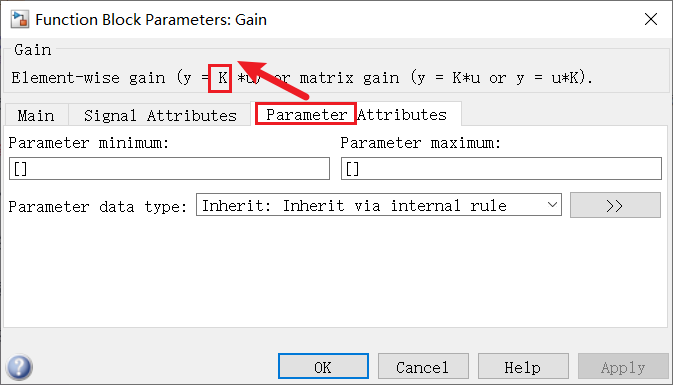 Function Block Parameters: Gain
Gain
Element-wise gain (y = K *u) or matrix gain (y = K*u or y = u*K).
Main Signal Attributes Parameter Attributes
Parameter minimum: Parameter maximum:
[] []
Parameter data type: Inherit: Inherit via internal rule >>
OK Cancel Help Apply